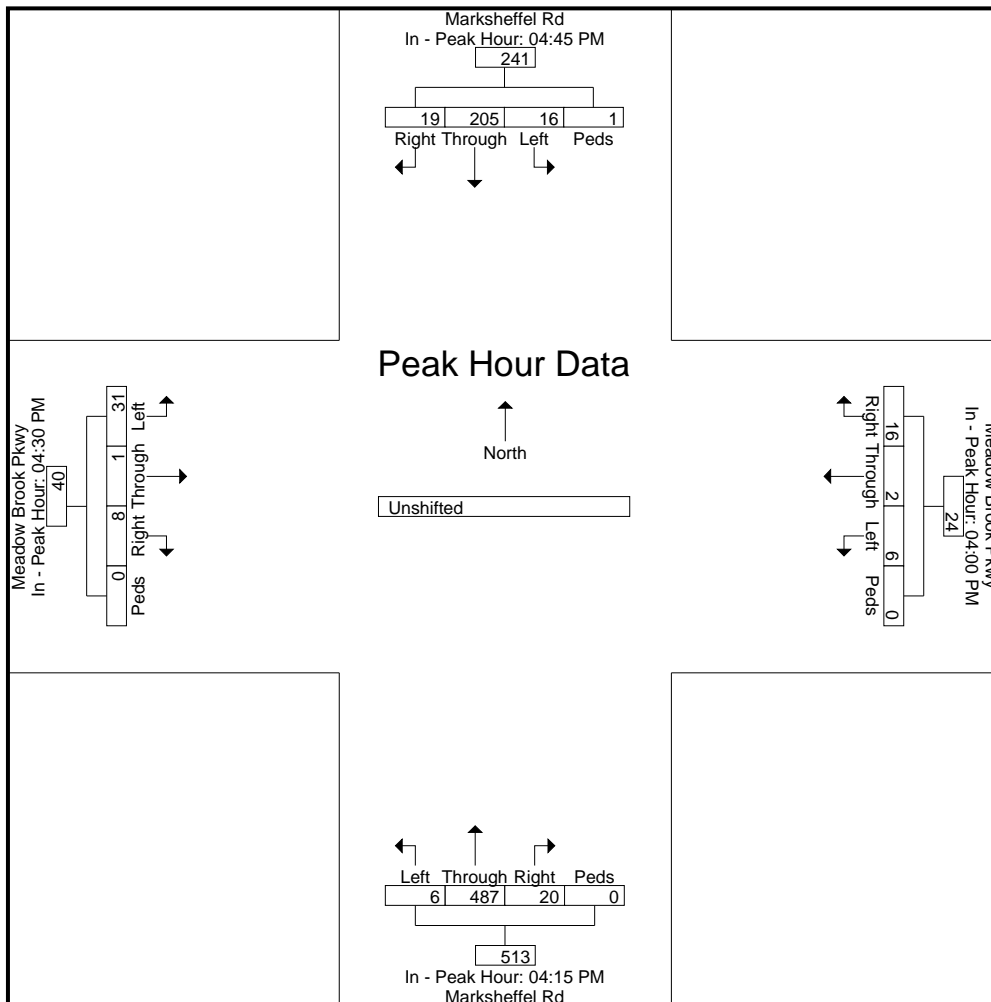 Marksheffel Rd
In - Peak Hour: 04:45 PM
241
19 205 16 1
Right Through Left Peds
Peak Hour Data
North
Unshifted
Meadow Brook Pkwy
In - Peak Hour: 04:30 PM
40
31 1 8 0
Left Through Right Peds
Right Through Left Peds
16 2 6 0
24
In - Peak Hour: 04:00 PM
Meadow Brook Pkwy
Left Through Right Peds
6 487 20 0
513
In - Peak Hour: 04:15 PM
Marksheffel Rd